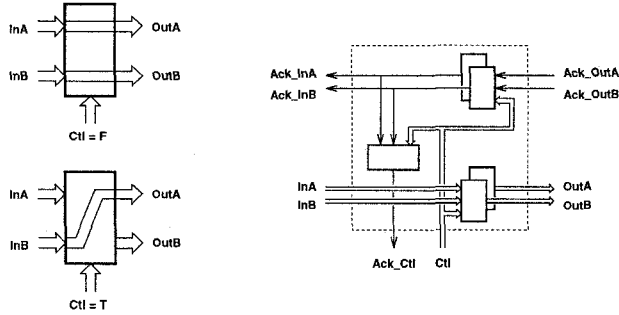 InA OutA
InB OutB
Ctl = F
InA OutA
InB OutB
Ctl = T
Ack_InA Ack_OutA
Ack_InB Ack_OutB
InA OutA
InB OutB
Ack_Ctl Ctl